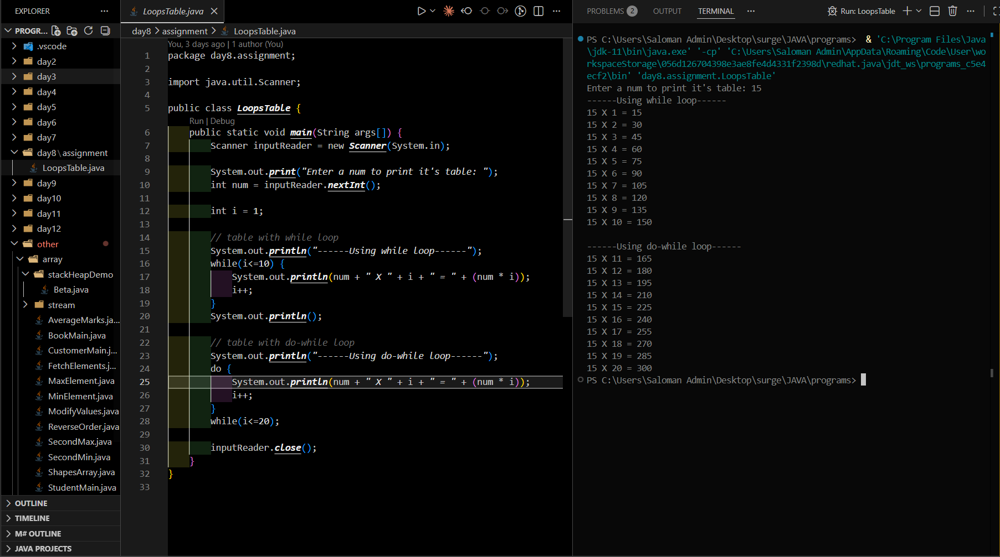 EXPLORER
PROGR...
.vscode
day2
day3
day4
day5
day6
day7
day8\assignment
LoopsTable.java
day9
day10
day11
day12
other
array
stackHeapDemo
Beta.java
stream
AverageMarks.ja...
BookMain.java
CustomerMain.j...
FetchElements.j...
MaxElement.java
MinElement.java
ModifyValues.java
ReverseOrder.java
SecondMax.java
SecondMin.java
ShapesArray.java
StudentMain.java
OUTLINE
TIMELINE
M# OUTLINE
JAVA PROJECTS
LoopsTable.java
day8 > assignment > LoopsTable.java
You, 3 days ago | 1 author (You)
1 package day8.assignment;
2
3 import java.util.Scanner;
4
5 public class LoopsTable {
Run | Debug
6 public static void main(String args[]) {
7 Scanner inputReader = new Scanner(System.in);
8
9 System.out.print("Enter a num to print it's table: ");
10 int num = inputReader.nextInt();
11
12 int i = 1;
13
14 // table with while loop
15 System.out.println("------Using while loop------");
16 while(i<=10) {
17 System.out.println(num + " X " + i + " = " + (num * i));
18 i++;
19 }
20 System.out.println();
21
22 // table with do-while loop
23 System.out.println("------Using do-while loop------");
24 do {
25 System.out.println(num + " X " + i + " = " + (num * i));
26 i++;
27 }
28 while(i<=20);
29
30 inputReader.close();
31 }
32 }
33
PROBLEMS 2 OUTPUT TERMINAL Run: LoopsTable
PS C:\Users\Saloman Admin\Desktop\surge\JAVA\programs> & 'C:\Program Files\Java
\jdk-11\bin\java.exe' '-cp' 'C:\Users\Saloman Admin\AppData\Roaming\Code\User\wo
rkspaceStorage\056d126704398e3ae8fe4d4331f2398d\redhat.java\jdt_ws\programs_c5e4
ecf2\bin' 'day8.assignment.LoopsTable'
Enter a num to print it's table: 15
------Using while loop------
15 X 1 = 15
15 X 2 = 30
15 X 3 = 45
15 X 4 = 60
15 X 5 = 75
15 X 6 = 90
15 X 7 = 105
15 X 8 = 120
15 X 9 = 135
15 X 10 = 150

------Using do-while loop------
15 X 11 = 165
15 X 12 = 180
15 X 13 = 195
15 X 14 = 210
15 X 15 = 225
15 X 16 = 240
15 X 17 = 255
15 X 18 = 270
15 X 19 = 285
15 X 20 = 300
PS C:\Users\Saloman Admin\Desktop\surge\JAVA\programs>